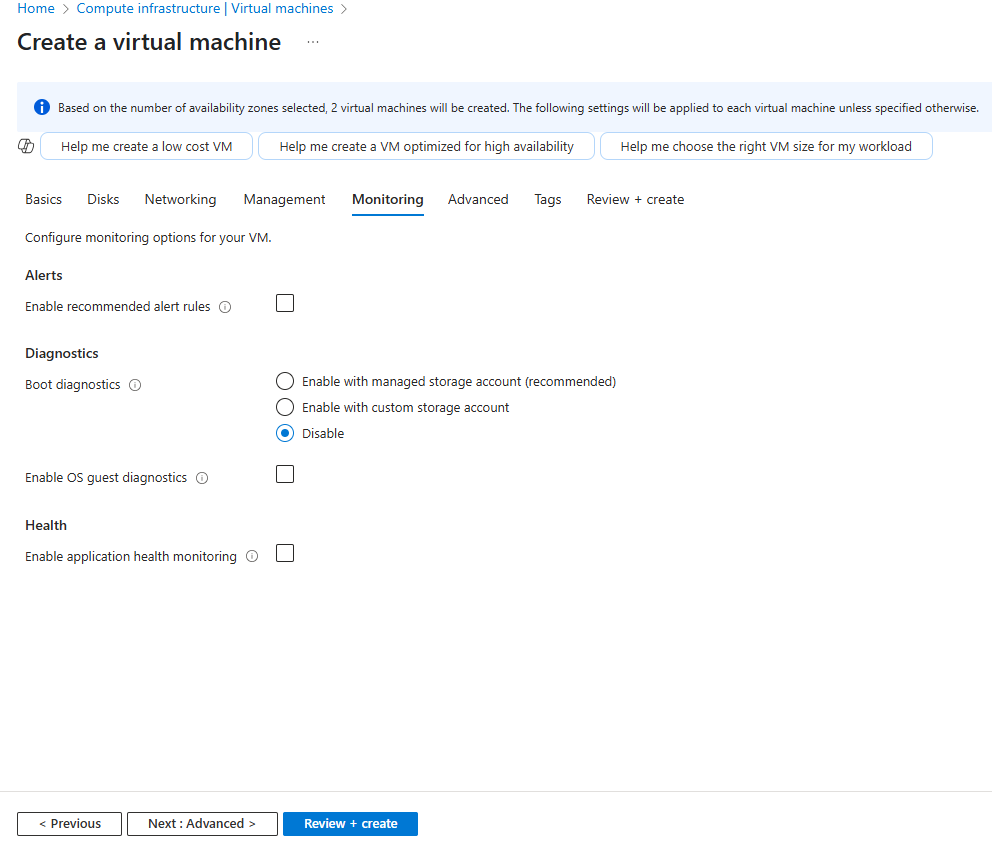 Home > Compute infrastructure | Virtual machines >
Create a virtual machine ...
Based on the number of availability zones selected, 2 virtual machines will be created. The following settings will be applied to each virtual machine unless specified otherwise.
Help me create a low cost VM Help me create a VM optimized for high availability Help me choose the right VM size for my workload
Basics Disks Networking Management Monitoring Advanced Tags Review + create
Configure monitoring options for your VM.
Alerts
Enable recommended alert rules
Diagnostics
Boot diagnostics
Enable with managed storage account (recommended)
Enable with custom storage account
Disable
Enable OS guest diagnostics
Health
Enable application health monitoring
< Previous Next : Advanced > Review + create